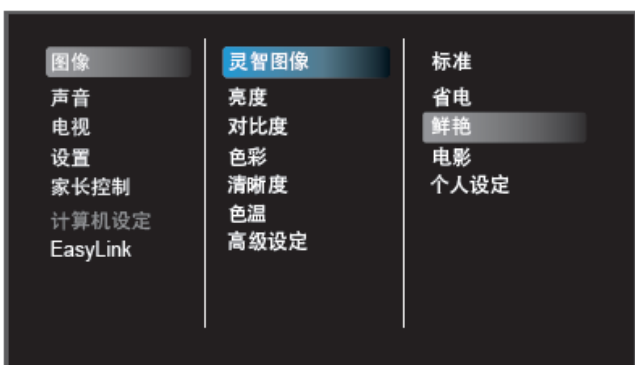 图像
声音
电视
设置
家长控制
计算机设定
EasyLink
灵智图像
亮度
对比度
色彩
清晰度
色温
高级设定
标准
省电
鲜艳
电影
个人设定